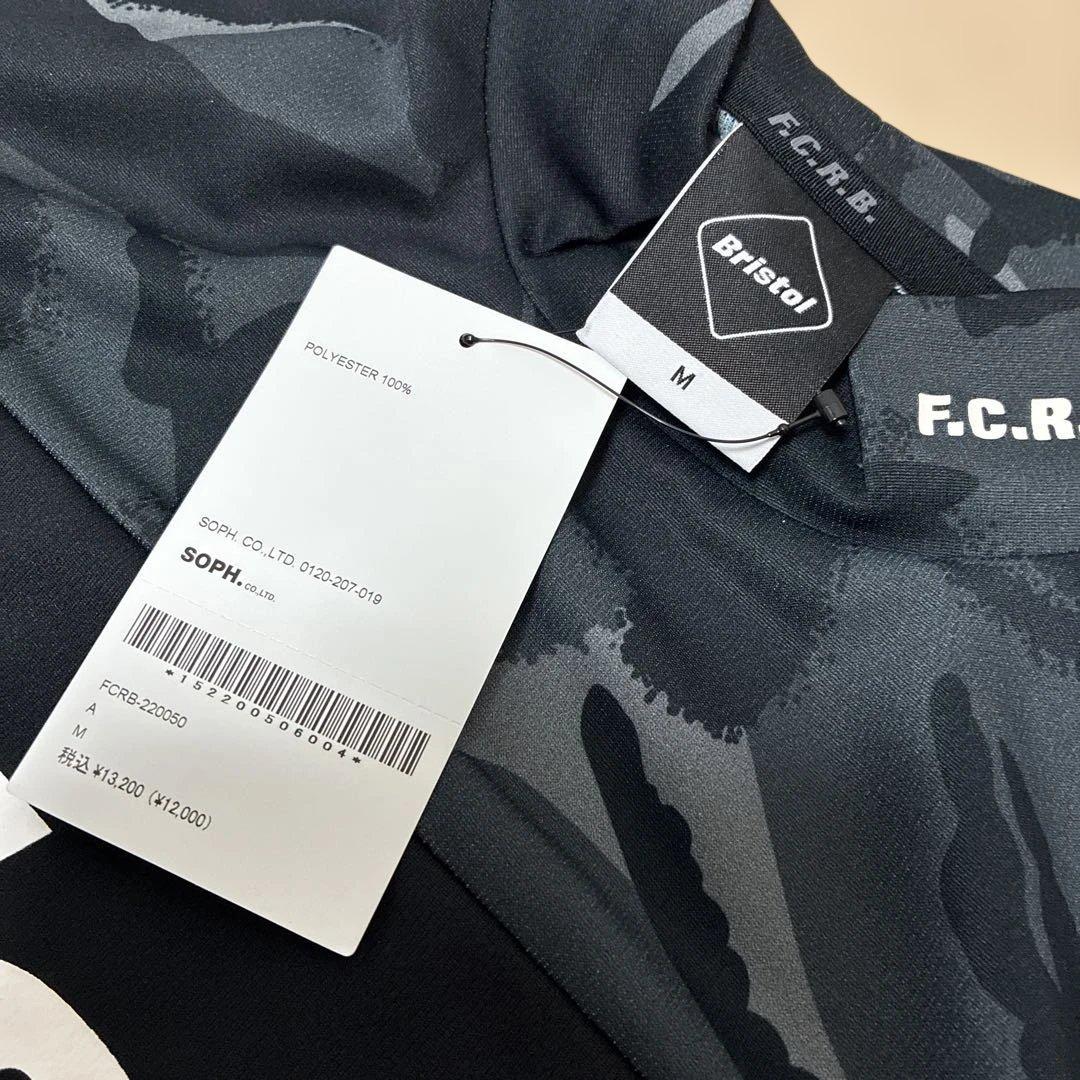 F.C.R.B.
Bristol
M
F.C.R.
POLYESTER 100%
SOPH. CO.,LTD. 0120-207-019
SOPH. CO.,LTD.
*152200506004*
FCRB-220050
A
M
税込 ¥13,200 (¥12,000)